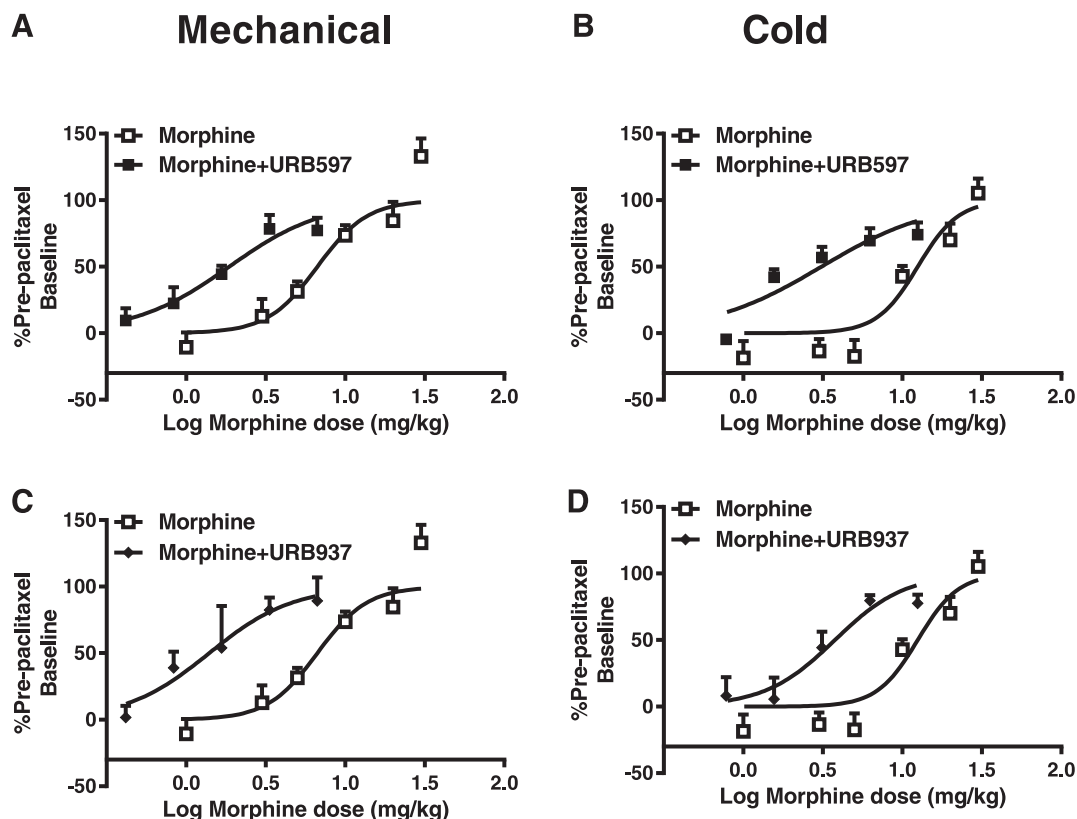 A
Mechanical
B
Cold
Morphine
Morphine+URB597
%Pre-paclitaxel
Baseline
150
100
50
0
-50
0.0 0.5 1.0 1.5 2.0
Log Morphine dose (mg/kg)
Morphine
Morphine+URB597
%Pre-paclitaxel
Baseline
150
100
50
0
-50
0.0 0.5 1.0 1.5 2.0
Log Morphine dose (mg/kg)
C
Morphine
Morphine+URB937
%Pre-paclitaxel
Baseline
150
100
50
0
-50
0.0 0.5 1.0 1.5 2.0
Log Morphine dose (mg/kg)
D
Morphine
Morphine+URB937
%Pre-paclitaxel
Baseline
150
100
50
0
-50
0.0 0.5 1.0 1.5 2.0
Log Morphine dose (mg/kg)